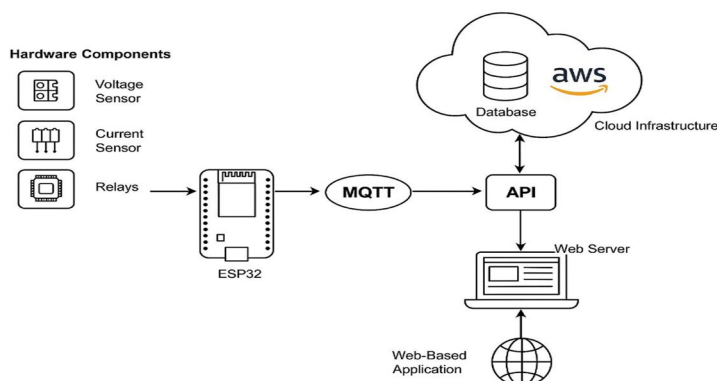 Hardware Components
Voltage
Sensor
Current
Sensor
Relays
ESP32
MQTT
API
Database
aws
Cloud Infrastructure
Web Server
Web-Based
Application